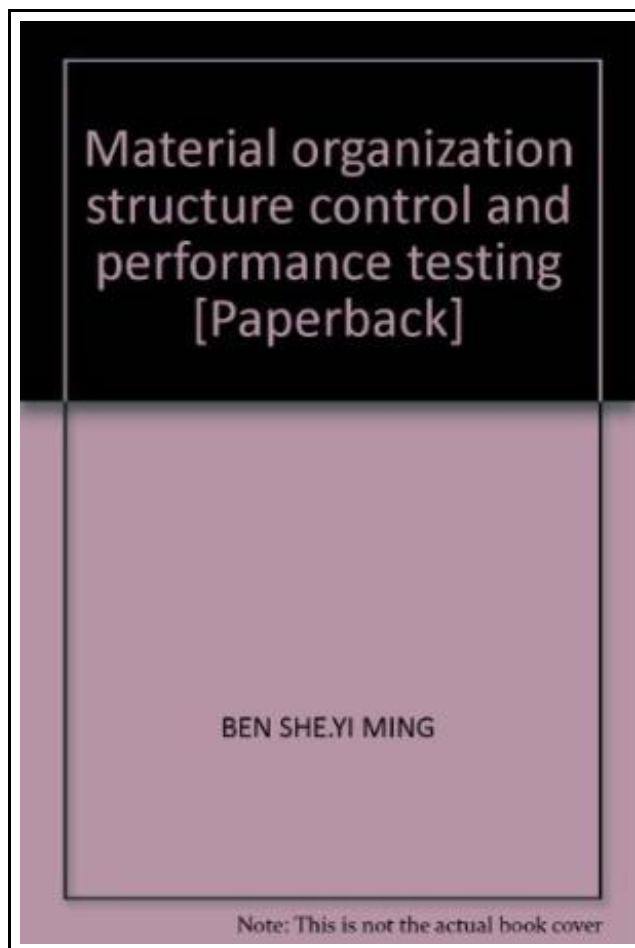 Material organization
structure control and
performance testing
[Paperback]
BEN SHE.YI MING
Note: This is not the actual book cover